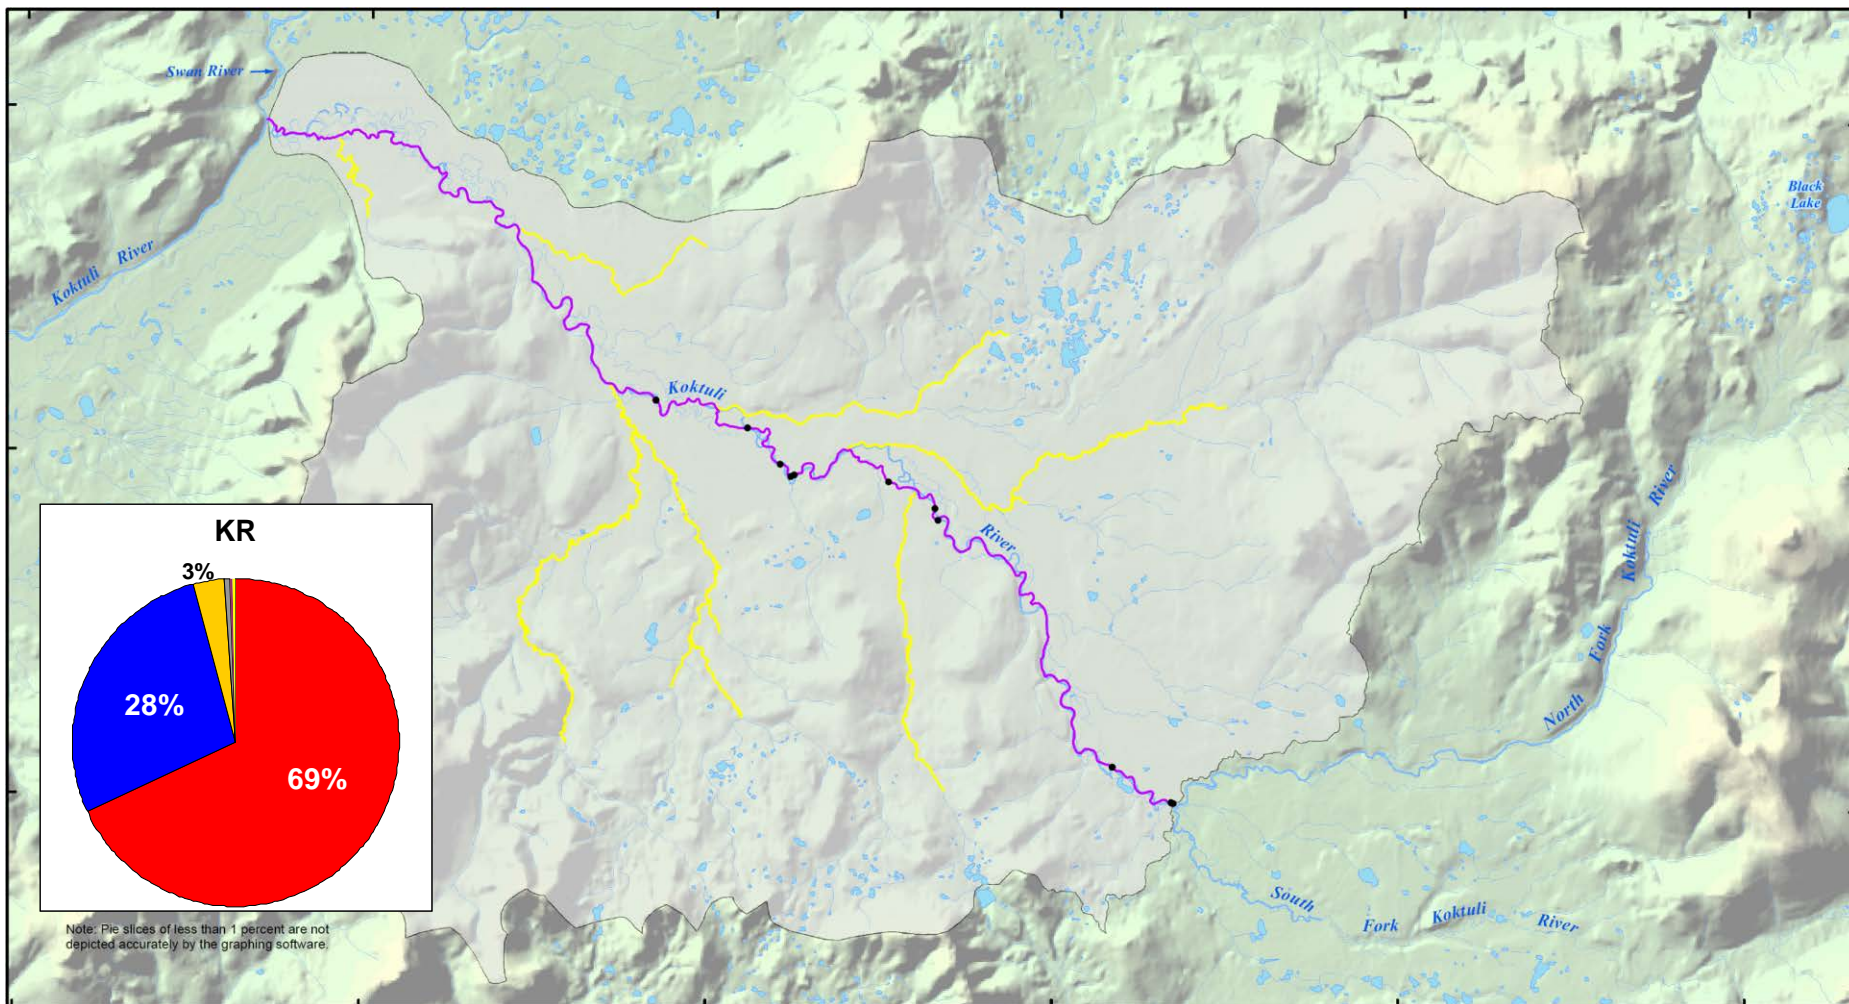 Swan River
Black
Lake
Koktuli River
Koktuli
River
North Fork Koktuli River
South Fork Koktuli River
KR
3%
28%
69%
Note: Pie slices of less than 1 percent are not
depicted accurately by the graphing software.